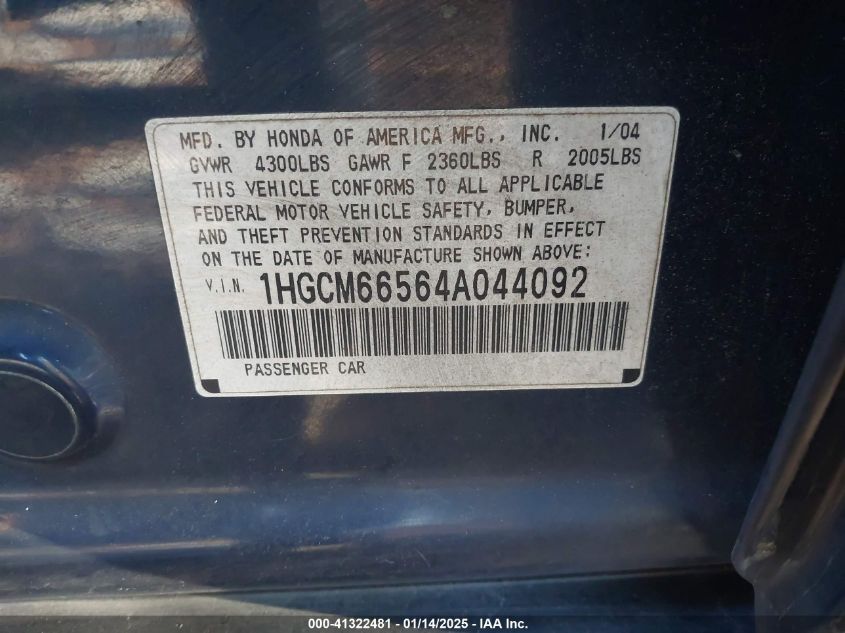 MFD. BY HONDA OF AMERICA MFG., INC. 1/04
GVWR 4300LBS GAWR F 2360LBS R 2005LBS
THIS VEHICLE CONFORMS TO ALL APPLICABLE
FEDERAL MOTOR VEHICLE SAFETY, BUMPER,
AND THEFT PREVENTION STANDARDS IN EFFECT
ON THE DATE OF MANUFACTURE SHOWN ABOVE:
V.I.N. 1HGCM66564A044092
PASSENGER CAR
000-41322481 - 01/14/2025 - IAA Inc.